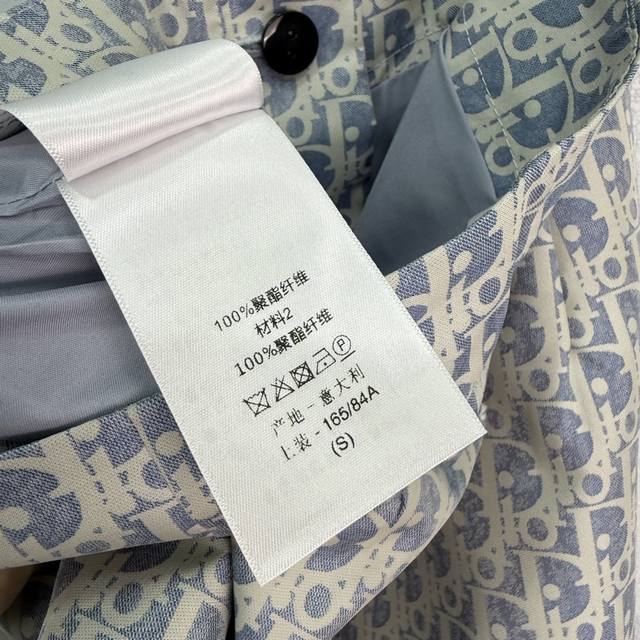 100%聚酯纤维
材料2
100%聚酯纤维
P
产地 - 意大利
上装 - 165/84A
(S)
Dior